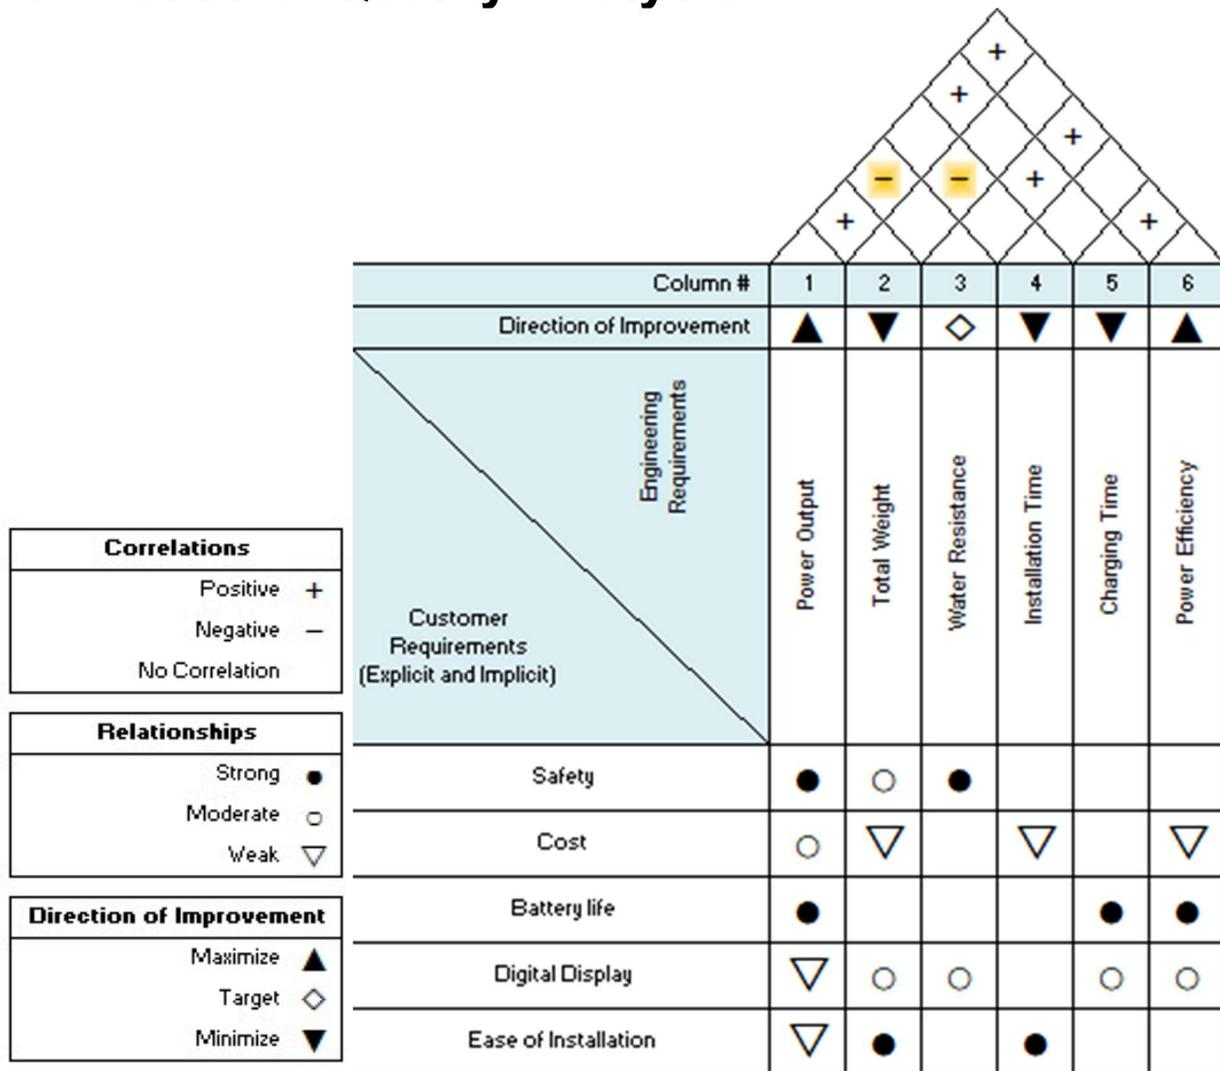 +
+
+
− − +
+ +
Column # 1 2 3 4 5 6
Direction of Improvement ▲ ▼ ◇ ▼ ▼ ▲
Engineering
Requirements
Customer
Requirements
(Explicit and Implicit)
Power Output
Total Weight
Water Resistance
Installation Time
Charging Time
Power Efficiency
Safety ● ○ ●
Cost ○ ▽ ▽ ▽
Battery life ● ● ●
Digital Display ▽ ○ ○ ○ ○
Ease of Installation ▽ ● ●
Correlations
Positive +
Negative −
No Correlation
Relationships
Strong ●
Moderate ○
Weak ▽
Direction of Improvement
Maximize ▲
Target ◇
Minimize ▼